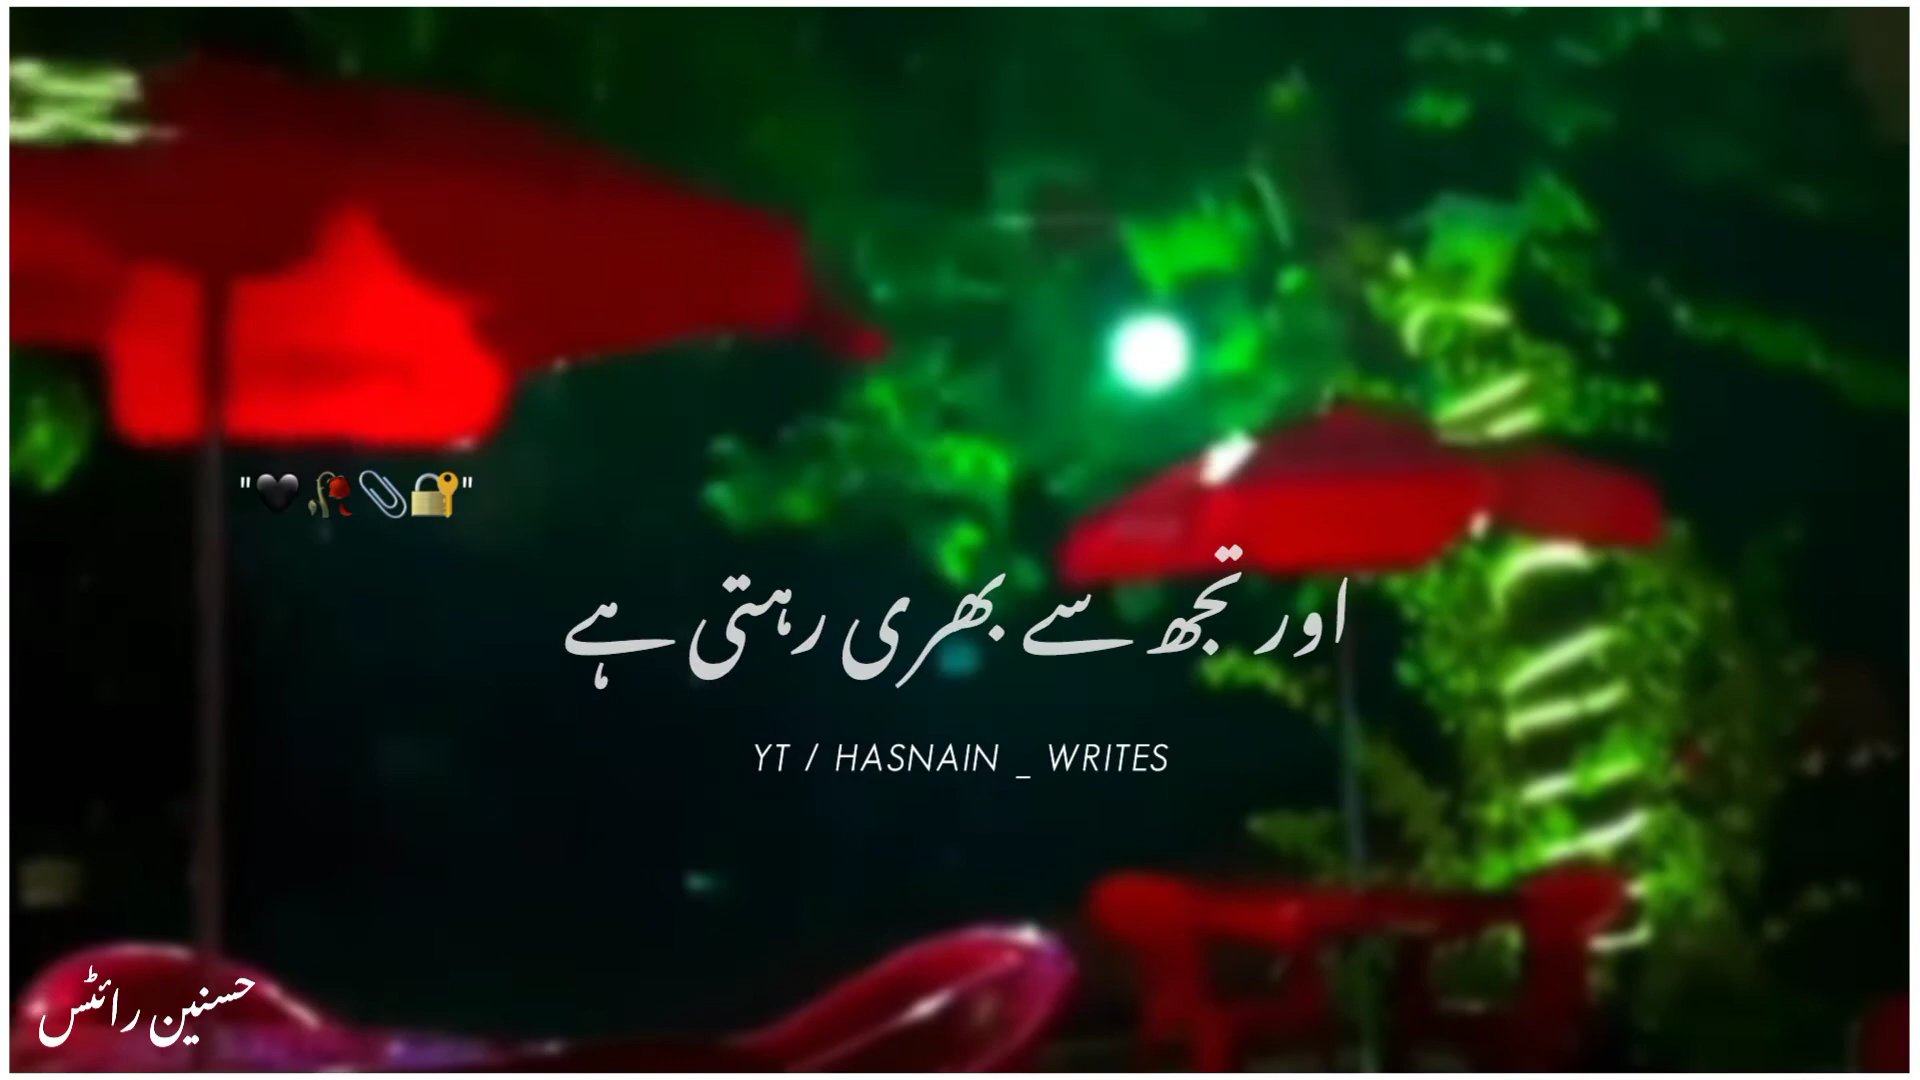 "🖤🥀📎🔐"
اور تجھ سے بھری رہتی ہے
YT / HASNAIN _ WRITES
حسنین رائٹس